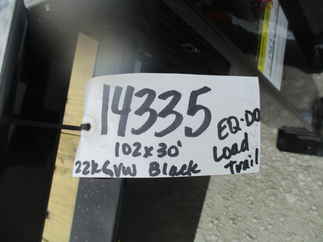 14335
EQ-DO
102x30'
Load
Trail
22K GVW Black